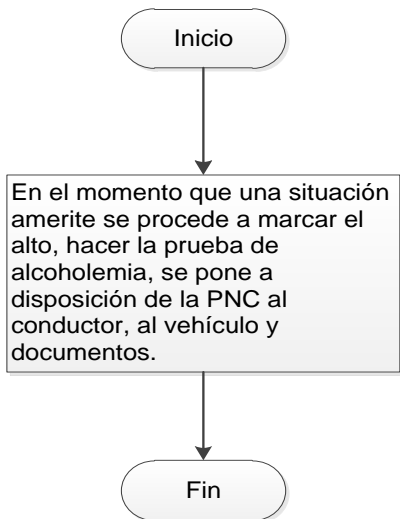 Inicio
En el momento que una situación
amerite se procede a marcar el
alto, hacer la prueba de
alcoholemia, se pone a
disposición de la PNC al
conductor, al vehículo y
documentos.
Fin